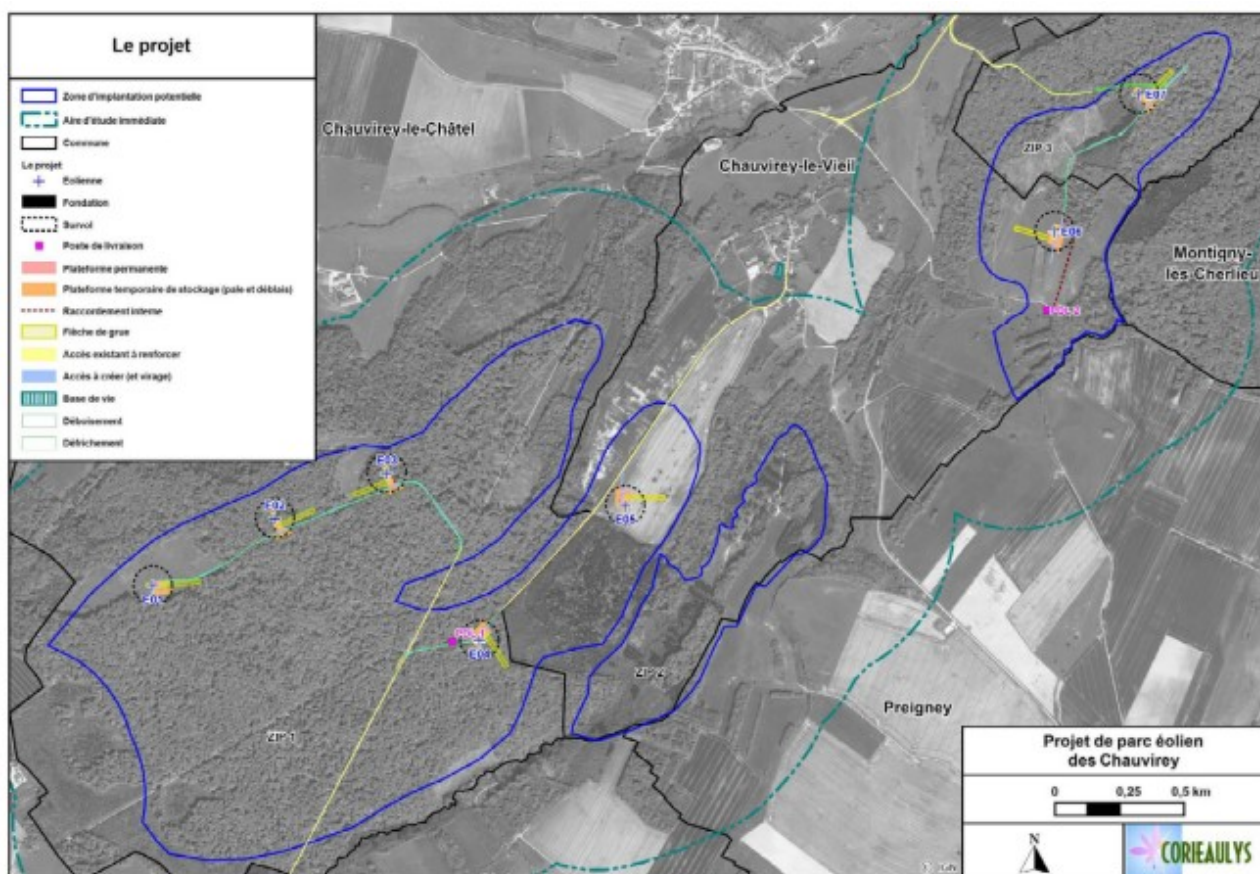 Le projet
Zone d'implantation potentielle
Aire d'étude immédiate
Commune
Le projet
Eolienne
Fondation
Survol
Poste de livraison
Plateforme permanente
Plateforme temporaire de stockage (pale et déblais)
Raccordement interne
Flèche de grue
Accès existant à renforcer
Accès à créer (et virage)
Base de vie
Déboisement
Défrichement
Chauvirey-le-Châtel
Chauvirey-le-Vieil
E07
ZIP 3
E06
Montigny-
les-Cherlieu
PDL 2
E03
E02
E05
E01
PDL 1
E04
ZIP 2
ZIP 1
Preigney
Projet de parc éolien
des Chauvirey
0 0,25 0,5 km
N
CORIEAULYS